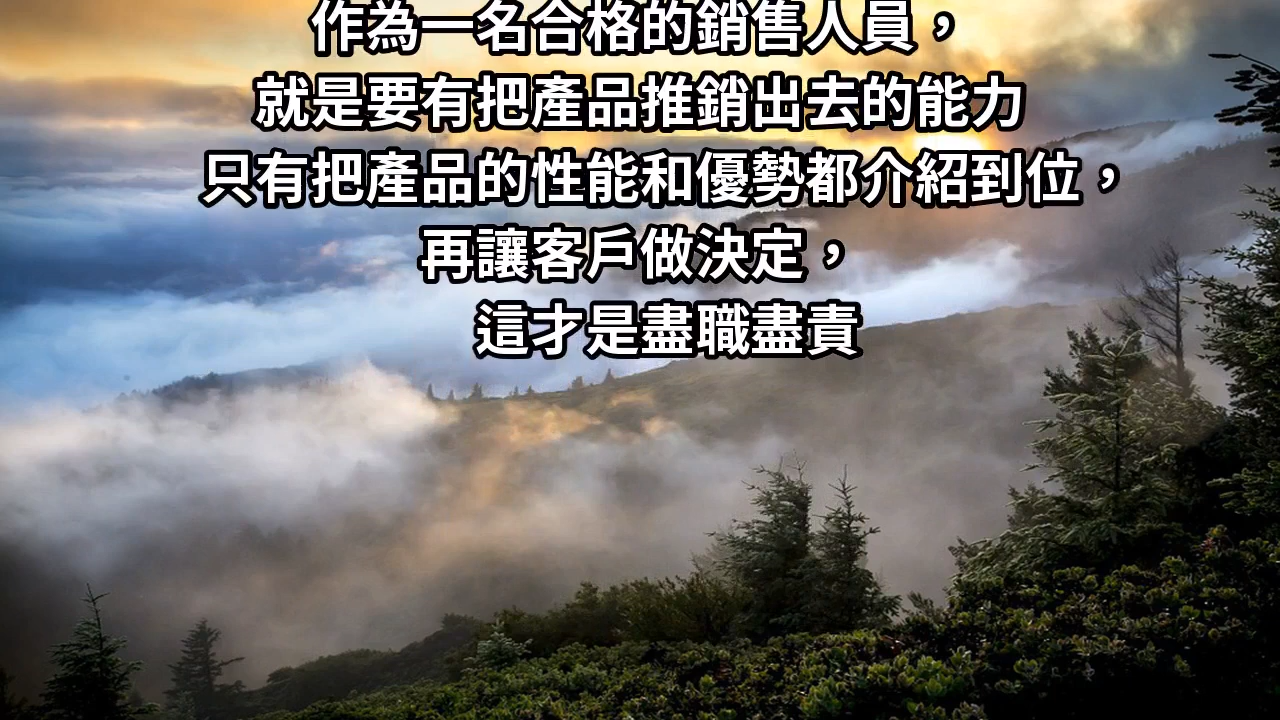 作為一名合格的銷售人員，
就是要有把產品推銷出去的能力
只有把產品的性能和優勢都介紹到位，
再讓客戶做決定，
這才是盡職盡責